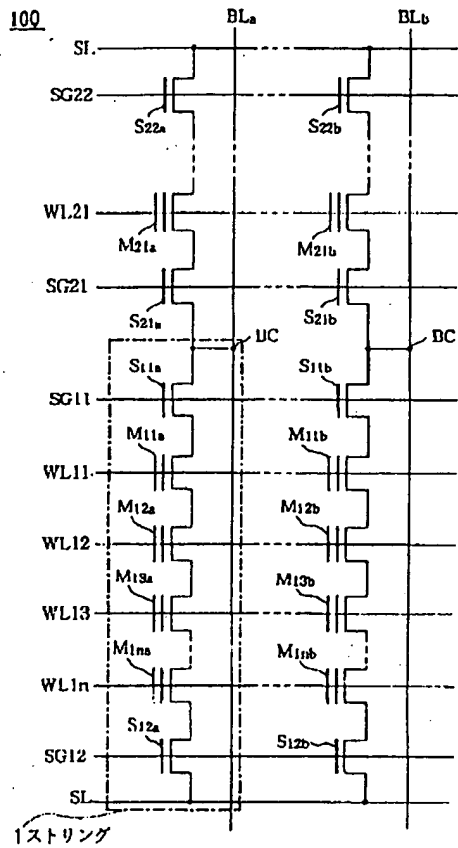 100
BLa BLb
SL
SG22
S22a S22b
WL21
M21a M21b
SG21
S21a S21b
BC BC
S11a S11b
SG11
M11a M11b
WL11
M12a M12b
WL12
M13a M13b
WL13
M1na M1nb
WL1n
S12a S12b
SG12
SL
1ストリング